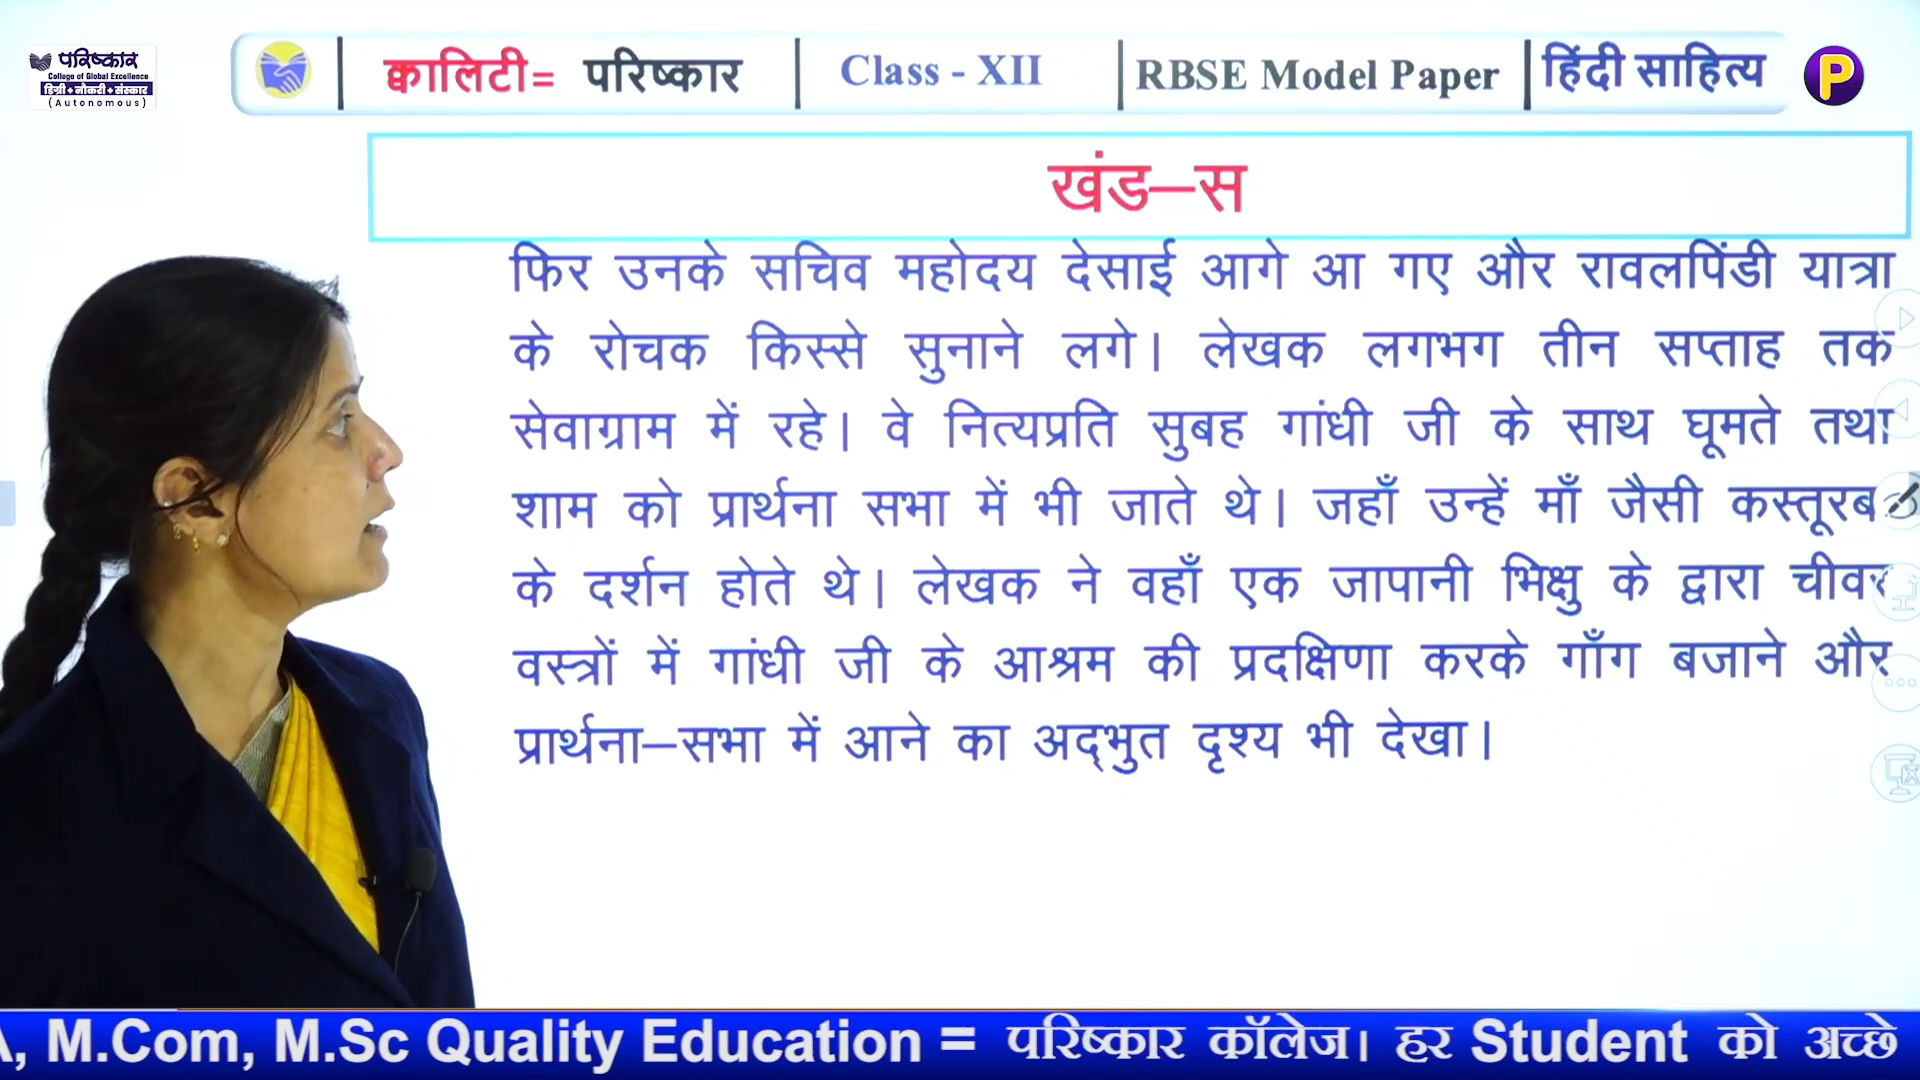 परिष्कार
College of Global Excellence
डिग्री + नौकरी + संस्कार
(Autonomous)
क्वालिटी= परिष्कार
Class - XII
RBSE Model Paper
हिंदी साहित्य
P
खंड–स
फिर उनके सचिव महोदय देसाई आगे आ गए और रावलपिंडी यात्रा
के रोचक किस्से सुनाने लगे। लेखक लगभग तीन सप्ताह तक
सेवाग्राम में रहे। वे नित्यप्रति सुबह गांधी जी के साथ घूमते तथा
शाम को प्रार्थना सभा में भी जाते थे। जहाँ उन्हें माँ जैसी कस्तूरब
के दर्शन होते थे। लेखक ने वहाँ एक जापानी भिक्षु के द्वारा चीवर
वस्त्रों में गांधी जी के आश्रम की प्रदक्षिणा करके गाँग बजाने और
प्रार्थना–सभा में आने का अद्भुत दृश्य भी देखा।
, M.Com, M.Sc Quality Education = परिष्कार कॉलेज। हर Student को अच्छे